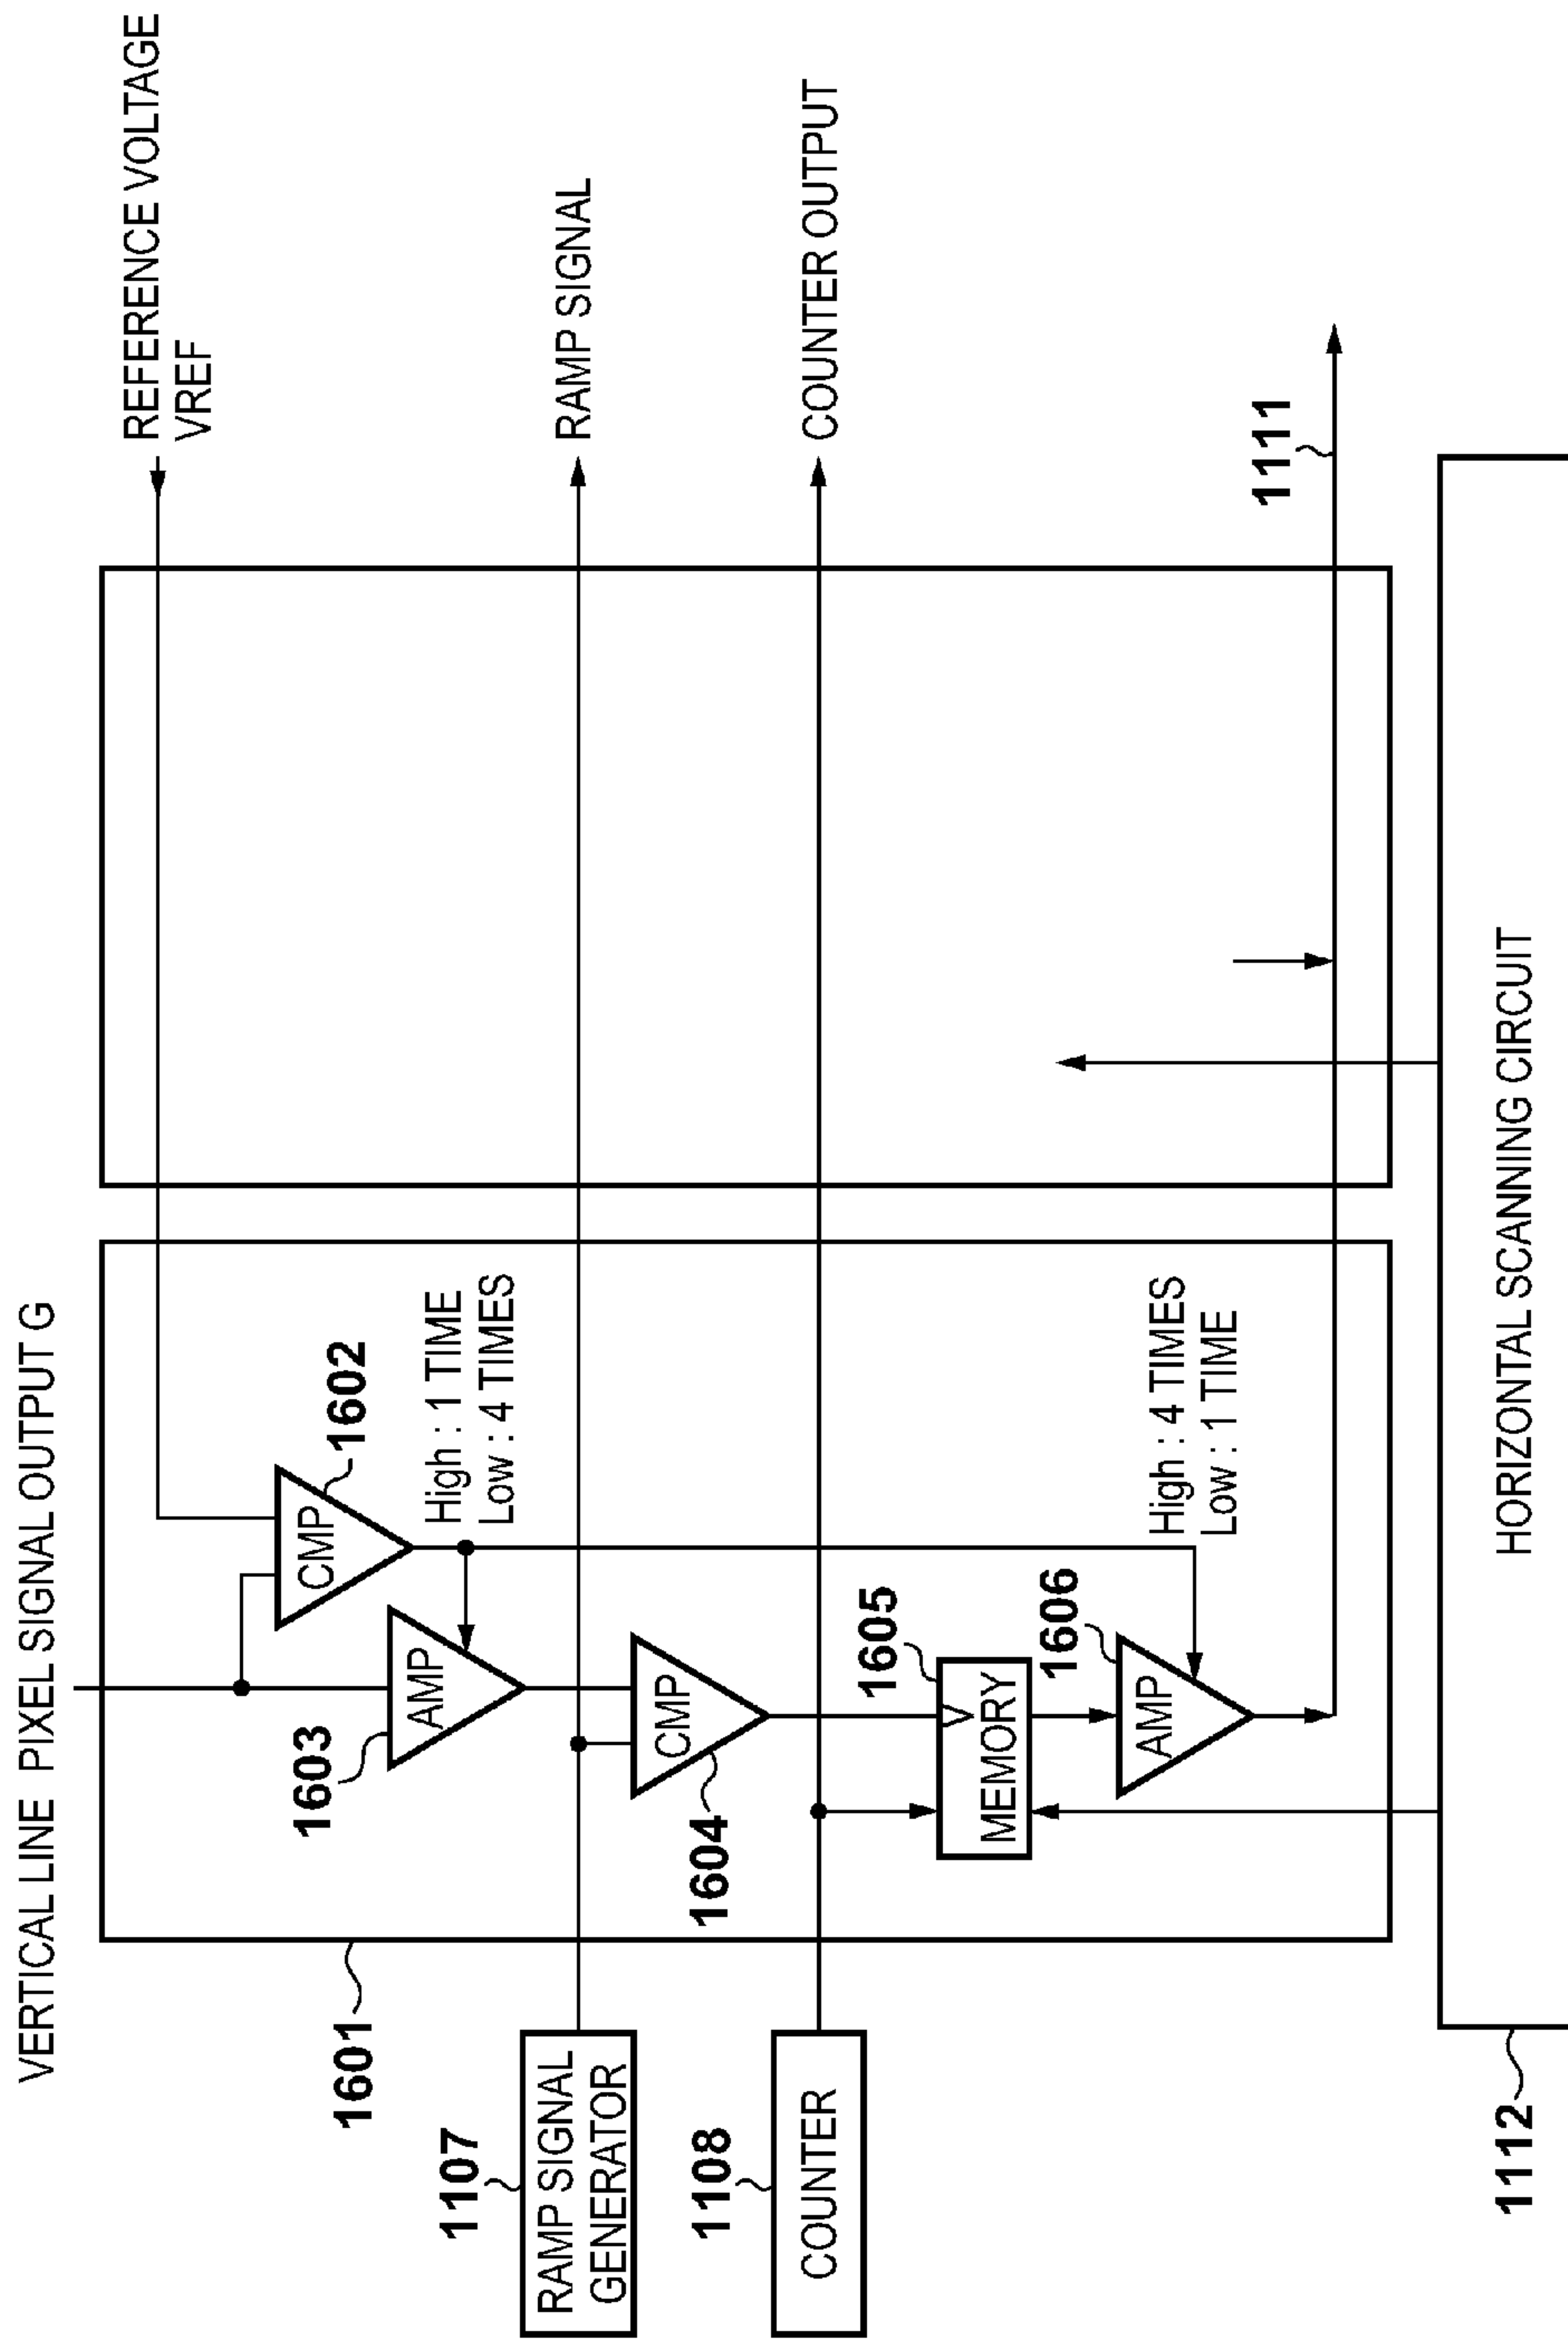 VERTICAL LINE PIXEL SIGNAL OUTPUT G
REFERENCE VOLTAGE
VREF
1601
1603
AMP
CMP
1602
High : 1 TIME
Low : 4 TIMES
1107
RAMP SIGNAL
GENERATOR
RAMP SIGNAL
1604
CMP
1108
COUNTER
COUNTER OUTPUT
1605
MEMORY
1606
AMP
High : 4 TIMES
Low : 1 TIME
1111
1112
HORIZONTAL SCANNING CIRCUIT